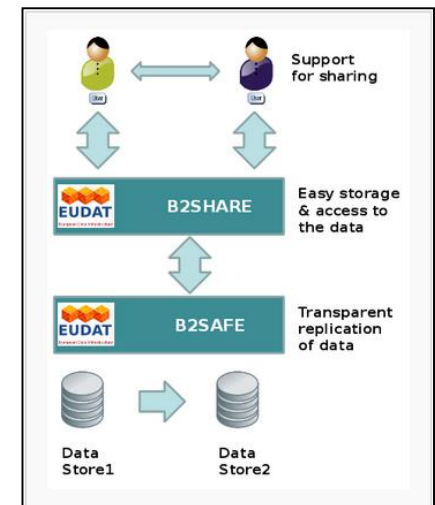 Support
for sharing
User
User
EUDAT
B2SHARE
Easy storage
& access to
the data
EUDAT
B2SAFE
Transparent
replication
of data
Data
Store1
Data
Store2